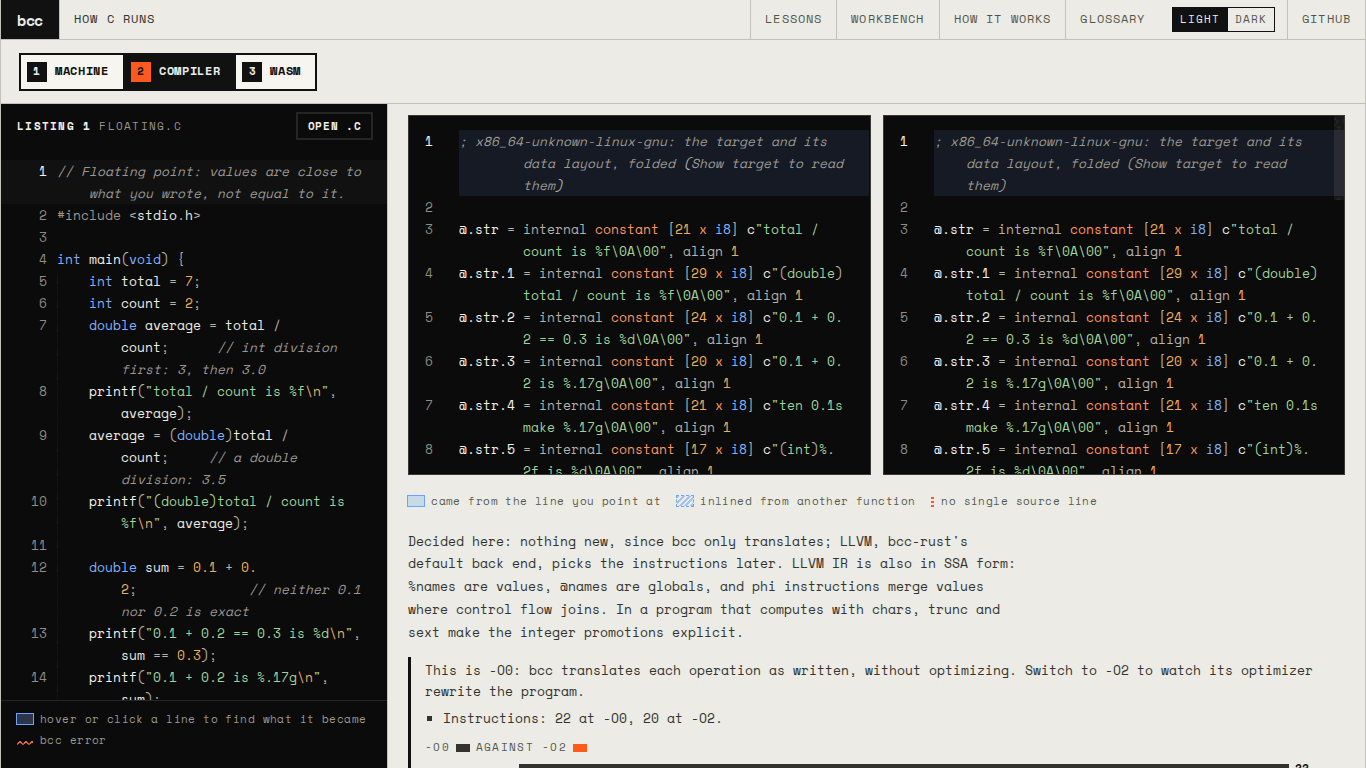 bcc HOW C RUNS LESSONS WORKBENCH HOW IT WORKS GLOSSARY LIGHT DARK GITHUB
1 MACHINE 2 COMPILER 3 WASM
LISTING 1 FLOATING.C OPEN .C
1 // Floating point: values are close to
what you wrote, not equal to it.
2 #include <stdio.h>
3
4 int main(void) {
5 int total = 7;
6 int count = 2;
7 double average = total /
count; // int division
first: 3, then 3.0
8 printf("total / count is %f\n",
average);
9 average = (double)total /
count; // a double
division: 3.5
10 printf("(double)total / count is
%f\n", average);
11
12 double sum = 0.1 + 0.
2; // neither 0.1
nor 0.2 is exact
13 printf("0.1 + 0.2 == 0.3 is %d\n",
sum == 0.3);
14 printf("0.1 + 0.2 is %.17g\n",
sum);
hover or click a line to find what it became
bcc error
1 ; x86_64-unknown-linux-gnu: the target and its
data layout, folded (Show target to read
them)
2
3 @.str = internal constant [21 x i8] c"total /
count is %f\0A\00", align 1
4 @.str.1 = internal constant [29 x i8] c"(double)
total / count is %f\0A\00", align 1
5 @.str.2 = internal constant [24 x i8] c"0.1 + 0.
2 == 0.3 is %d\0A\00", align 1
6 @.str.3 = internal constant [20 x i8] c"0.1 + 0.
2 is %.17g\0A\00", align 1
7 @.str.4 = internal constant [21 x i8] c"ten 0.1s
make %.17g\0A\00", align 1
8 @.str.5 = internal constant [17 x i8] c"(int)%.
2f is %d\0A\00", align 1
1 ; x86_64-unknown-linux-gnu: the target and its
data layout, folded (Show target to read
them)
2
3 @.str = internal constant [21 x i8] c"total /
count is %f\0A\00", align 1
4 @.str.1 = internal constant [29 x i8] c"(double)
total / count is %f\0A\00", align 1
5 @.str.2 = internal constant [24 x i8] c"0.1 + 0.
2 == 0.3 is %d\0A\00", align 1
6 @.str.3 = internal constant [20 x i8] c"0.1 + 0.
2 is %.17g\0A\00", align 1
7 @.str.4 = internal constant [21 x i8] c"ten 0.1s
make %.17g\0A\00", align 1
8 @.str.5 = internal constant [17 x i8] c"(int)%.
2f is %d\0A\00", align 1
came from the line you point at inlined from another function no single source line
Decided here: nothing new, since bcc only translates; LLVM, bcc-rust's
default back end, picks the instructions later. LLVM IR is also in SSA form:
%names are values, @names are globals, and phi instructions merge values
where control flow joins. In a program that computes with chars, trunc and
sext make the integer promotions explicit.
This is -O0: bcc translates each operation as written, without optimizing. Switch to -O2 to watch its optimizer
rewrite the program.
Instructions: 22 at -O0, 20 at -O2.
-O0 AGAINST -O2
22